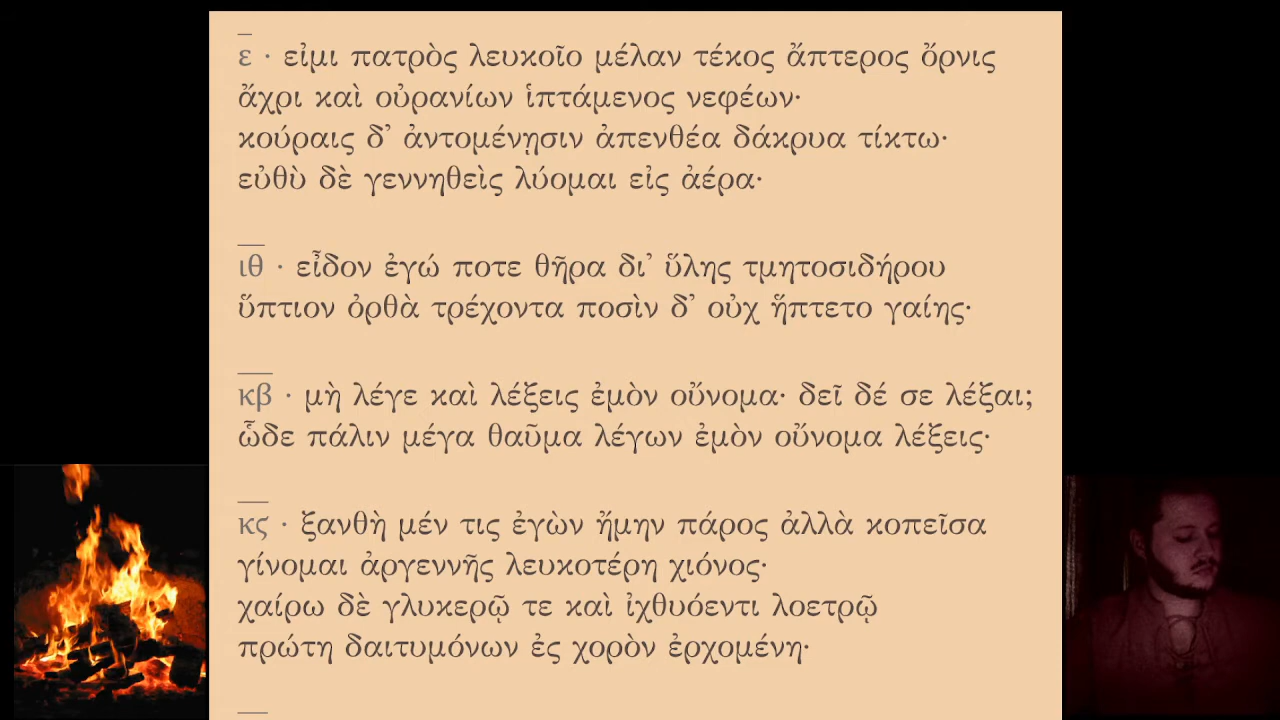 ε · εἰμι πατρὸς λευκοῖο μέλαν τέκος ἄπτερος ὄρνις
ἄχρι καὶ οὐρανίων ἱπτάμενος νεφέων·
κούραις δ’ ἀντομένῃσιν ἀπενθέα δάκρυα τίκτω·
εὐθὺ δὲ γεννηθεὶς λύομαι εἰς ἀέρα·
ιθ · εἶδον ἐγώ ποτε θῆρα δι’ ὕλης τμητοσιδήρου
ὕπτιον ὀρθὰ τρέχοντα ποσὶν δ’ οὐχ ἥπτετο γαίης·
κβ · μὴ λέγε καὶ λέξεις ἐμὸν οὔνομα· δεῖ δέ σε λέξαι;
ὧδε πάλιν μέγα θαῦμα λέγων ἐμὸν οὔνομα λέξεις·
κϛ · ξανθὴ μέν τις ἐγὼν ἤμην πάρος ἀλλὰ κοπεῖσα
γίνομαι ἀργεννῆς λευκοτέρη χιόνος·
χαίρω δὲ γλυκερῷ τε καὶ ἰχθυόεντι λοετρῷ
πρώτη δαιτυμόνων ἐς χορὸν ἐρχομένη·